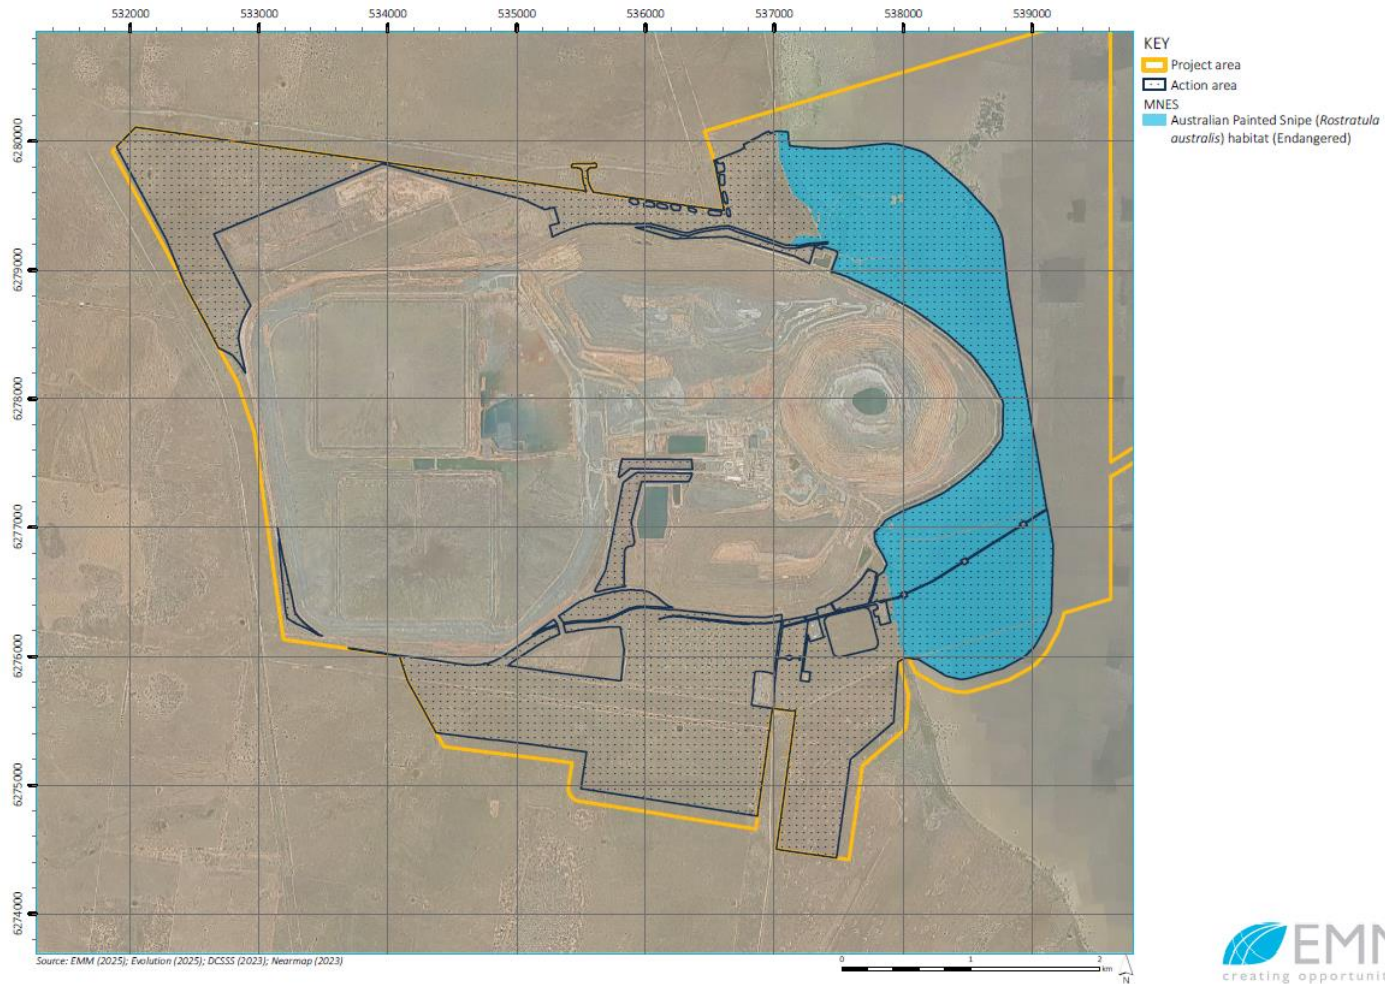 532000 533000 534000 535000 536000 537000 538000 539000
KEY
Project area
Action area
MNES
Australian Painted Snipe (Rostratula
australis) habitat (Endangered)
6280000
6279000
6278000
6277000
6276000
6275000
6274000
Source: EMM (2025); Evolution (2025); DCSSS (2023); Nearmap (2023)
0 1 2
km
N
EMM
creating opportunit